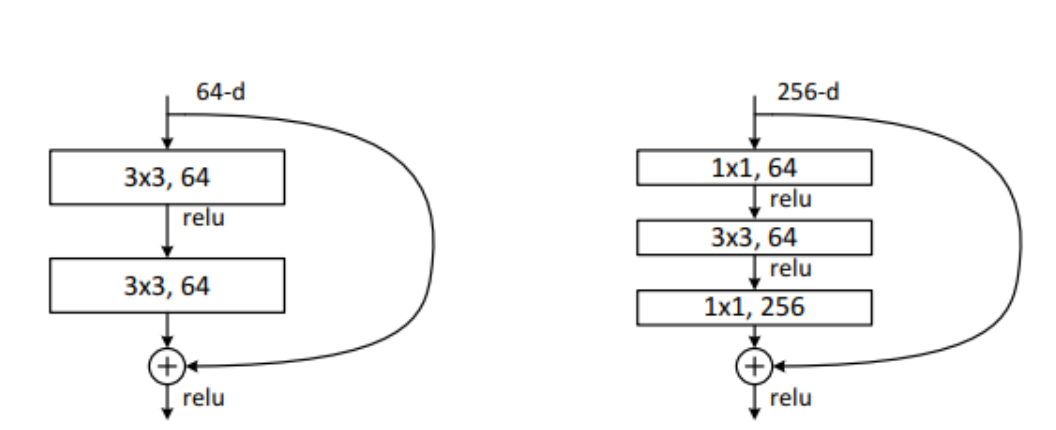 64-d
3x3, 64
relu
3x3, 64
relu
256-d
1x1, 64
relu
3x3, 64
relu
1x1, 256
relu